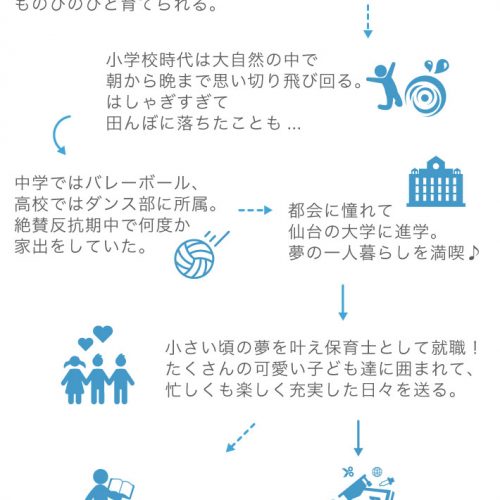 ものびのびと育てられる。
小学校時代は大自然の中で
朝から晩まで思い切り飛び回る。
はしゃぎすぎて
田んぼに落ちたことも ...
中学ではバレーボール、
高校ではダンス部に所属。
絶賛反抗期中で何度か
家出をしていた。
都会に憧れて
仙台の大学に進学。
夢の一人暮らしを満喫♪
小さい頃の夢を叶え保育士として就職！
たくさんの可愛い子ども達に囲まれて、
忙しくも楽しく充実した日々を送る。